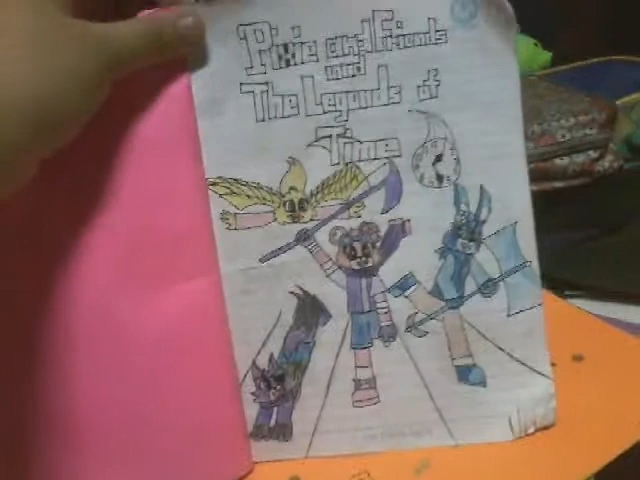 Pixie and Friends
and
The Legends of
Time